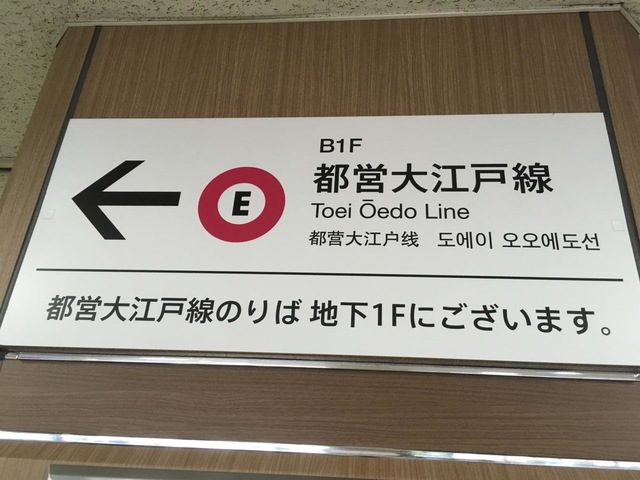 B1F
E
都営大江戸線
Toei Ōedo Line
都营大江户线 도에이 오오에도선
都営大江戸線のりば 地下1Fにございます。